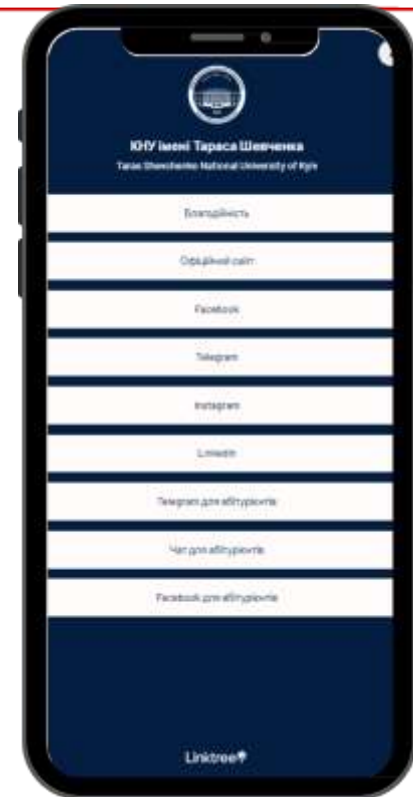 КНУ імені Тараса Шевченка
Taras Shevchenko National University of Kyiv
Благодійність
Офіційний сайт
Facebook
Telegram
Instagram
LinkedIn
Telegram для абітурієнтів
Чат для абітурієнтів
Facebook для абітурієнтів
Linktree